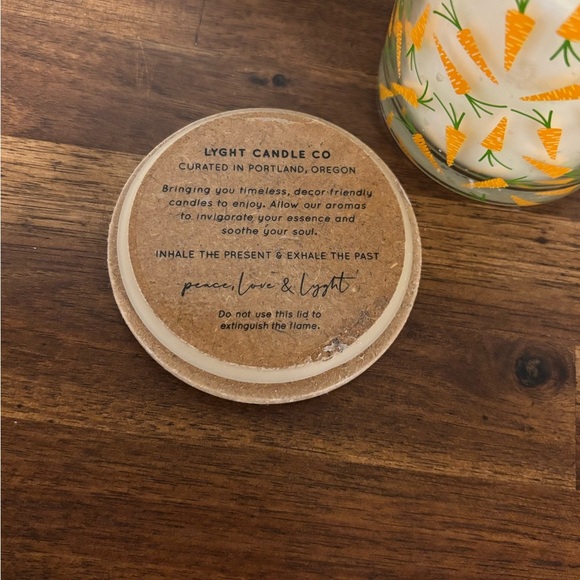 LYGHT CANDLE CO
CURATED IN PORTLAND, OREGON
Bringing you timeless, decor-friendly
candles to enjoy. Allow our aromas
to invigorate your essence and
soothe your soul.
INHALE THE PRESENT & EXHALE THE PAST
peace, love & lyght
Do not use this lid to
extinguish the flame.